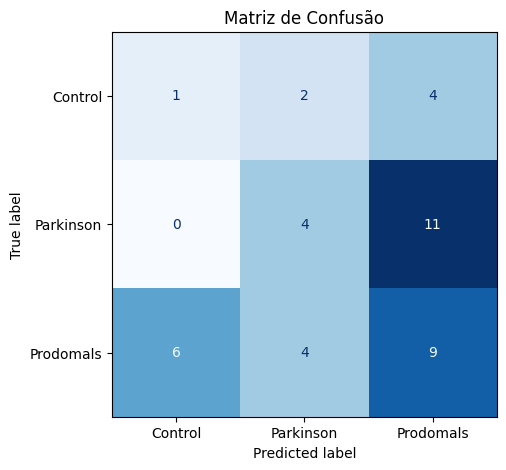 Matriz de Confusão
Control 1 2 4
Parkinson 0 4 11
Prodomals 6 4 9
True label
Control Parkinson Prodomals
Predicted label